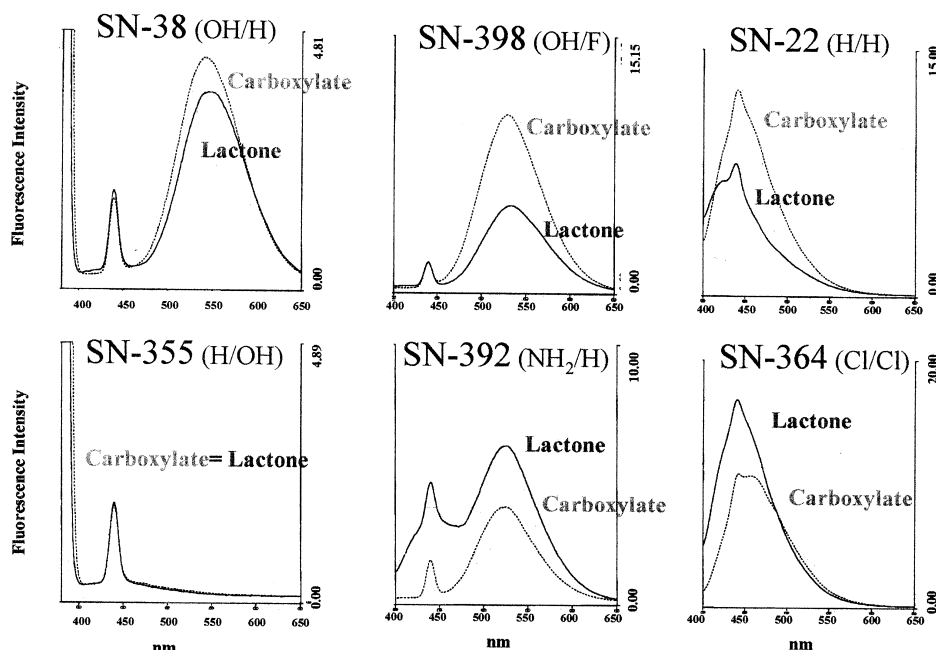 SN-38 (OH/H)
Carboxylate
Lactone
4.81
0.00
Fluorescence Intensity
400 450 500 550 600 650
SN-398 (OH/F)
Carboxylate
Lactone
15.15
0.00
400 450 500 550 600 650
SN-22 (H/H)
Carboxylate
Lactone
15.00
0.00
400 450 500 550 600 650
SN-355 (H/OH)
Carboxylate= Lactone
4.89
0.00
Fluorescence Intensity
400 450 500 550 600 650
nm
SN-392 (NH₂/H)
Lactone
Carboxylate
10.00
0.00
400 450 500 550 600 650
nm
SN-364 (Cl/Cl)
Lactone
Carboxylate
20.00
0.00
400 450 500 550 600 650
nm